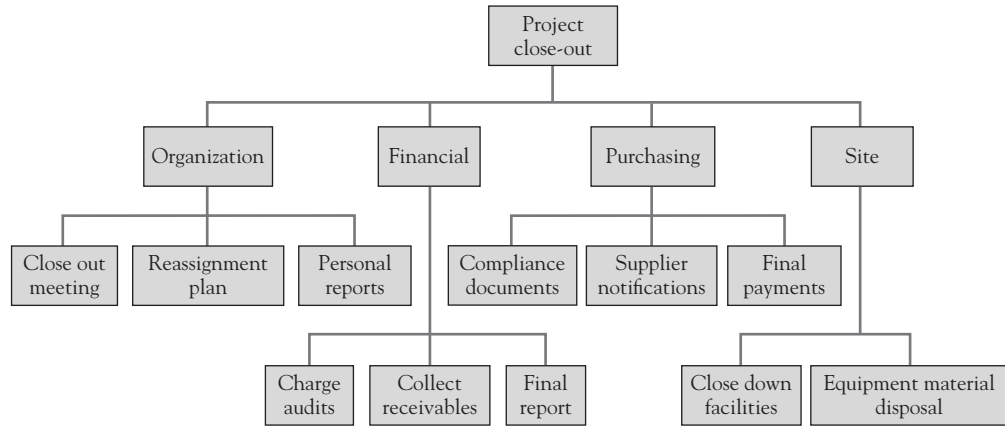 Project
close-out
Organization
Financial
Purchasing
Site
Close out
meeting
Reassignment
plan
Personal
reports
Compliance
documents
Supplier
notifications
Final
payments
Charge
audits
Collect
receivables
Final
report
Close down
facilities
Equipment material
disposal